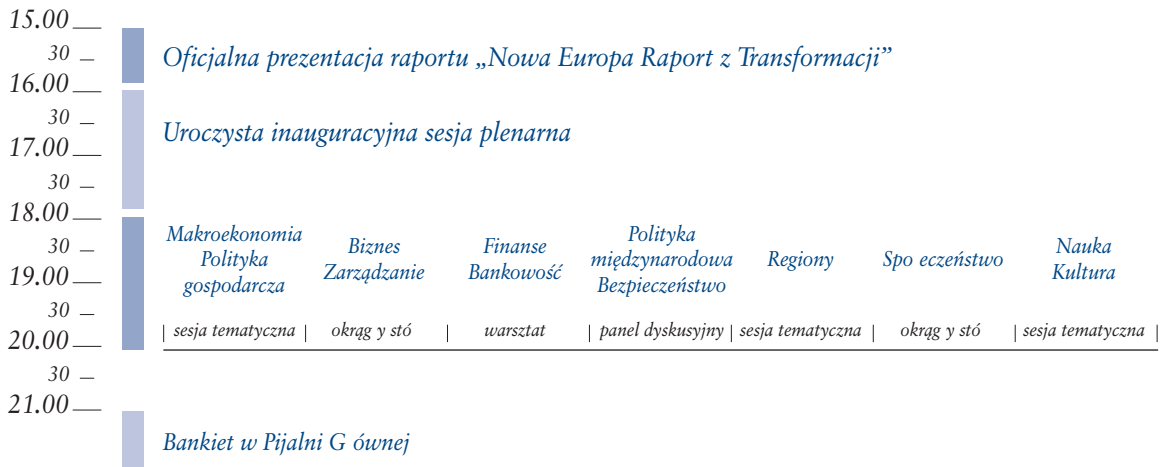 15.00
30
Oficjalna prezentacja raportu „Nowa Europa Raport z Transformacji”
16.00
30
Uroczysta inauguracyjna sesja plenarna
17.00
30
18.00
Makroekonomia
Polityka
gospodarcza
Biznes
Zarządzanie
Finanse
Bankowość
Polityka
międzynarodowa
Bezpieczeństwo
Regiony
Spo eczeństwo
Nauka
Kultura
30
19.00
30
sesja tematyczna | okrąg y stó | warsztat | panel dyskusyjny | sesja tematyczna | okrąg y stó | sesja tematyczna
20.00
30
21.00
Bankiet w Pijalni G ównej